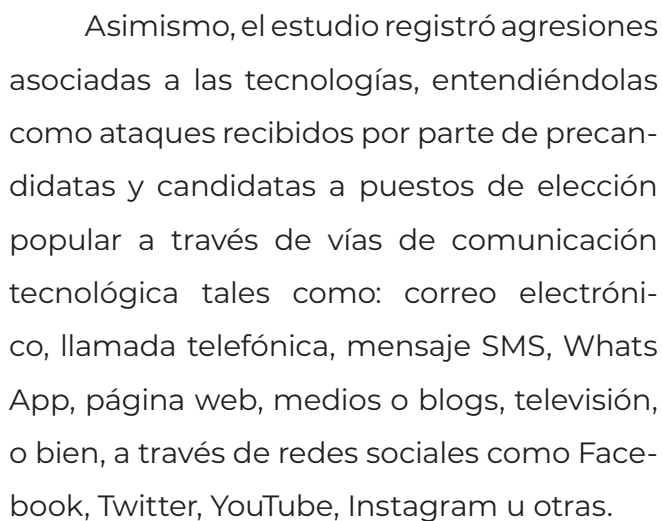 Asimismo, el estudio registró agresiones
asociadas a las tecnologías, entendiéndolas
como ataques recibidos por parte de precan-
didatas y candidatas a puestos de elección
popular a través de vías de comunicación
tecnológica tales como: correo electróni-
co, llamada telefónica, mensaje SMS, Whats
App, página web, medios o blogs, televisión,
o bien, a través de redes sociales como Face-
book, Twitter, YouTube, Instagram u otras.